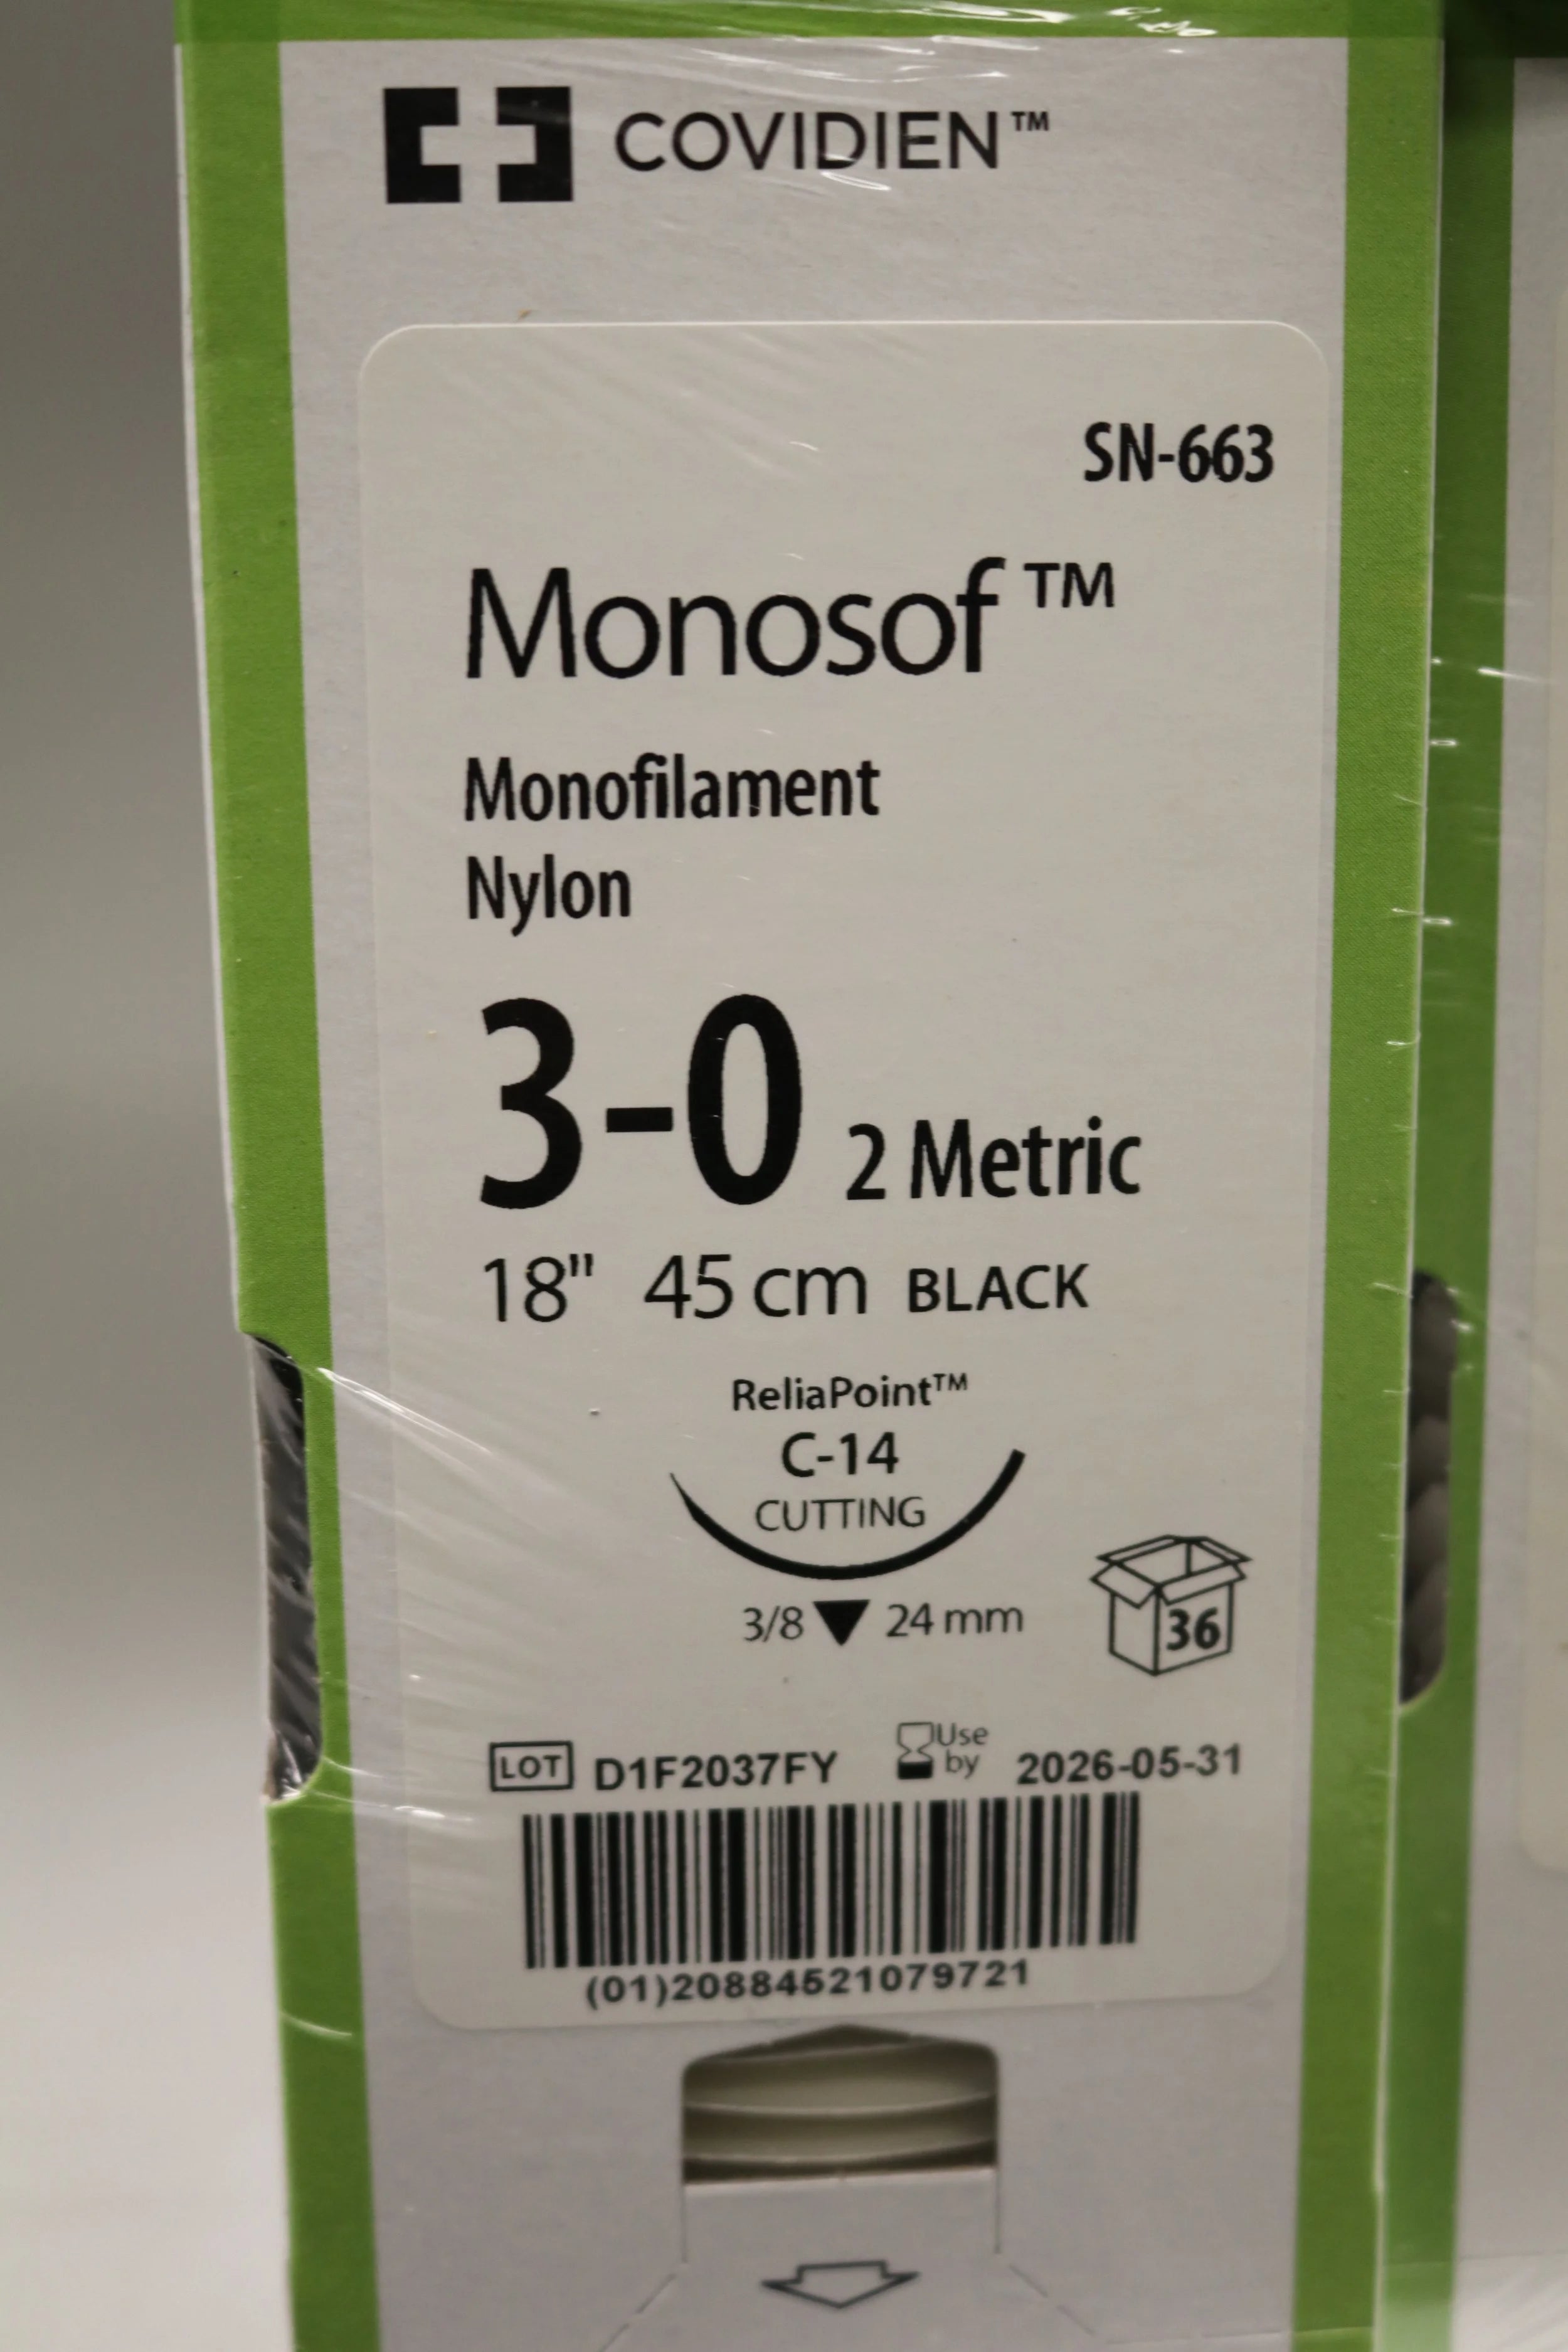 COVIDIEN™
SN-663
Monosof™
Monofilament
Nylon
3-0 2 Metric
18" 45 cm BLACK
ReliaPoint™
C-14
CUTTING
3/8 24 mm
36
LOT D1F2037FY Use by 2026-05-31
(01)20884521079721